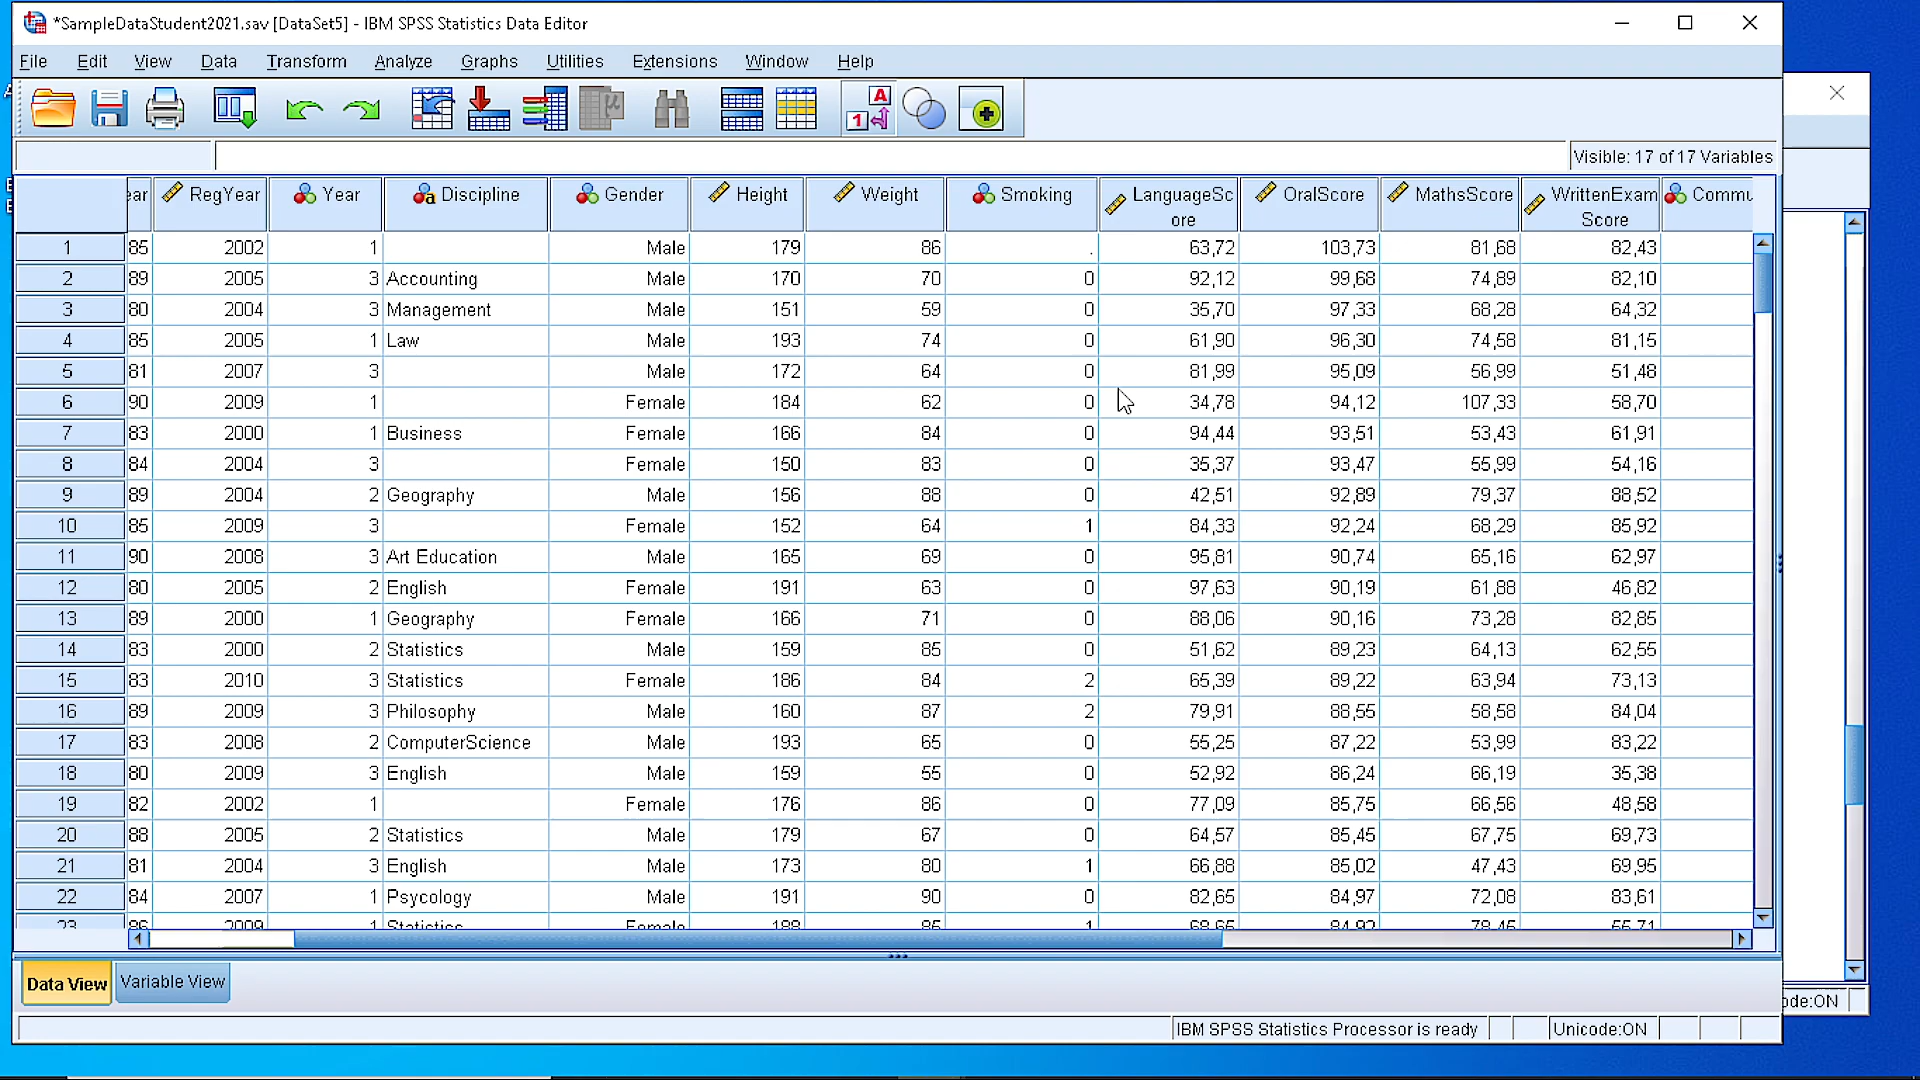 *SampleDataStudent2021.sav [DataSet5] - IBM SPSS Statistics Data Editor
File Edit View Data Transform Analyze Graphs Utilities Extensions Window Help
Visible: 17 of 17 Variables
ear RegYear Year Discipline Gender Height Weight Smoking LanguageSc OralScore MathsScore WrittenExam Commu
ore Score
1 85 2002 1 Male 179 86 . 63,72 103,73 81,68 82,43
2 89 2005 3 Accounting Male 170 70 0 92,12 99,68 74,89 82,10
3 80 2004 3 Management Male 151 59 0 35,70 97,33 68,28 64,32
4 85 2005 1 Law Male 193 74 0 61,90 96,30 74,58 81,15
5 81 2007 3 Male 172 64 0 81,99 95,09 56,99 51,48
6 90 2009 1 Female 184 62 0 34,78 94,12 107,33 58,70
7 83 2000 1 Business Female 166 84 0 94,44 93,51 53,43 61,91
8 84 2004 3 Female 150 83 0 35,37 93,47 55,99 54,16
9 89 2004 2 Geography Male 156 88 0 42,51 92,89 79,37 88,52
10 85 2009 3 Female 152 64 1 84,33 92,24 68,29 85,92
11 90 2008 3 Art Education Male 165 69 0 95,81 90,74 65,16 62,97
12 80 2005 2 English Female 191 63 0 97,63 90,19 61,88 46,82
13 89 2000 1 Geography Female 166 71 0 88,06 90,16 73,28 82,85
14 83 2000 2 Statistics Male 159 85 0 51,62 89,23 64,13 62,55
15 83 2010 3 Statistics Female 186 84 2 65,39 89,22 63,94 73,13
16 89 2009 3 Philosophy Male 160 87 2 79,91 88,55 58,58 84,04
17 83 2008 2 ComputerScience Male 193 65 0 55,25 87,22 53,99 83,22
18 80 2009 3 English Male 159 55 0 52,92 86,24 66,19 35,38
19 82 2002 1 Female 176 86 0 77,09 85,75 66,56 48,58
20 88 2005 2 Statistics Male 179 67 0 64,57 85,45 67,75 69,73
21 81 2004 3 English Male 173 80 1 66,88 85,02 47,43 69,95
22 84 2007 1 Psycology Male 191 90 0 82,65 84,97 72,08 83,61
23 2009 1 Statistics Female 188 1
Data View Variable View
ode:ON
IBM SPSS Statistics Processor is ready Unicode:ON